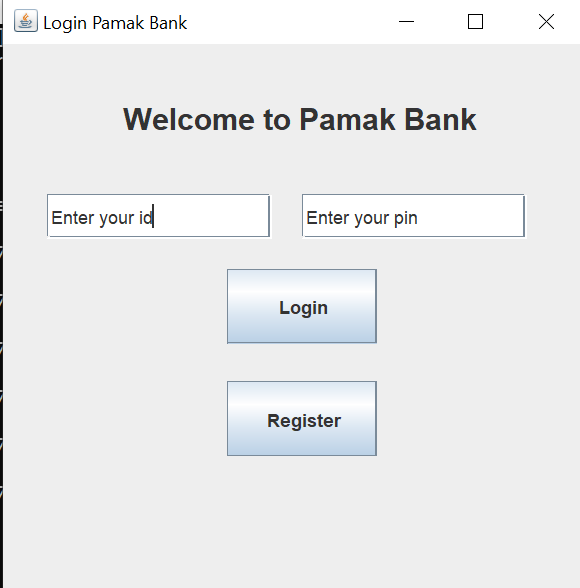 Login Pamak Bank
Welcome to Pamak Bank
Enter your id
Enter your pin
Login
Register